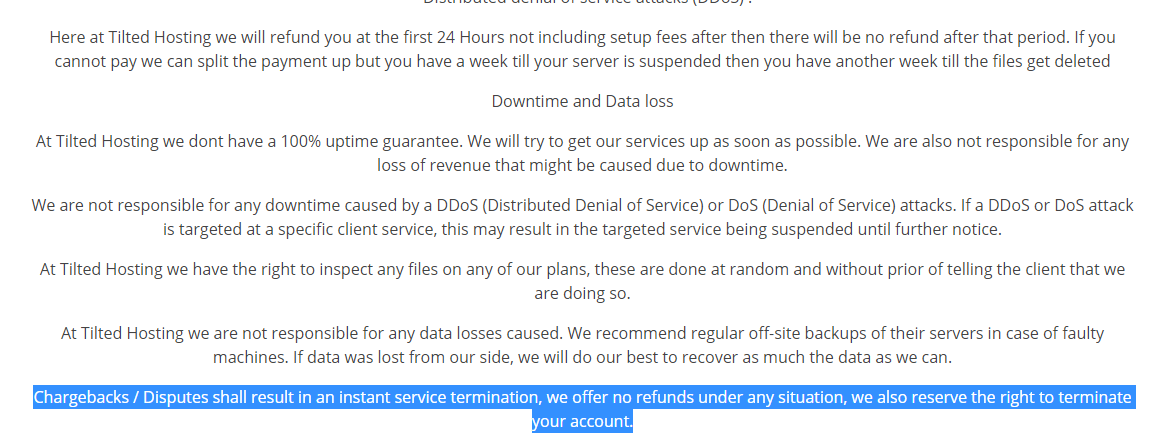 Distributed denial of service attacks (DDoS) .
Here at Tilted Hosting we will refund you at the first 24 Hours not including setup fees after then there will be no refund after that period. If you
cannot pay we can split the payment up but you have a week till your server is suspended then you have another week till the files get deleted
Downtime and Data loss
At Tilted Hosting we dont have a 100% uptime guarantee. We will try to get our services up as soon as possible. We are also not responsible for any
loss of revenue that might be caused due to downtime.
We are not responsible for any downtime caused by a DDoS (Distributed Denial of Service) or DoS (Denial of Service) attacks. If a DDoS or DoS attack
is targeted at a specific client service, this may result in the targeted service being suspended until further notice.
At Tilted Hosting we have the right to inspect any files on any of our plans, these are done at random and without prior of telling the client that we
are doing so.
At Tilted Hosting we are not responsible for any data losses caused. We recommend regular off-site backups of their servers in case of faulty
machines. If data was lost from our side, we will do our best to recover as much the data as we can.
Chargebacks / Disputes shall result in an instant service termination, we offer no refunds under any situation, we also reserve the right to terminate
your account.